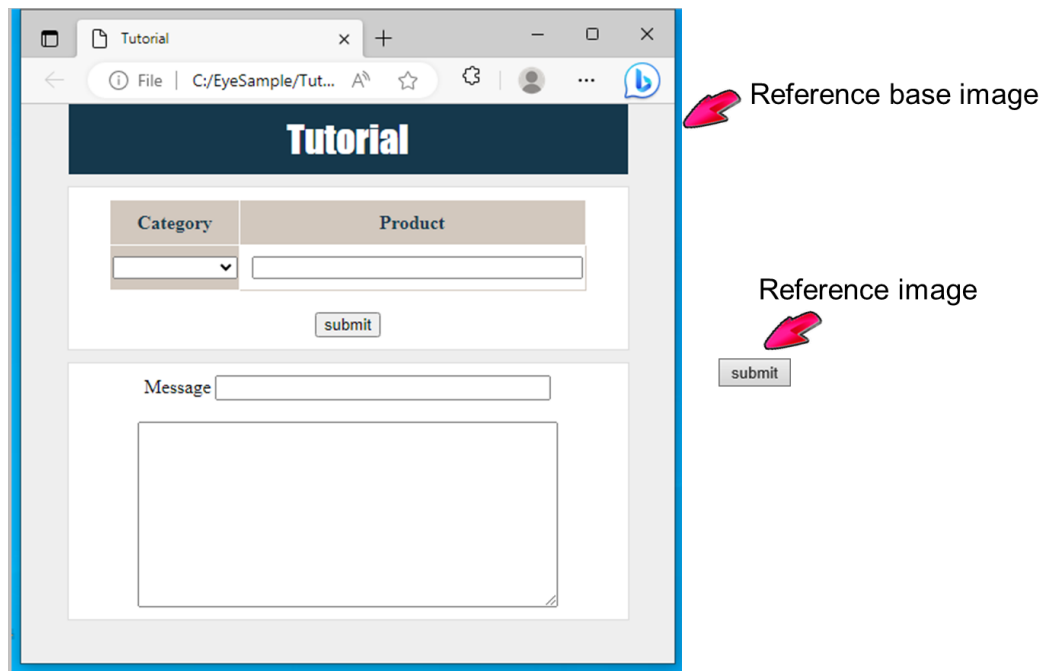 Tutorial
File | C:/EyeSample/Tut...
Reference base image
Tutorial
Category Product
submit
Reference image
submit
Message